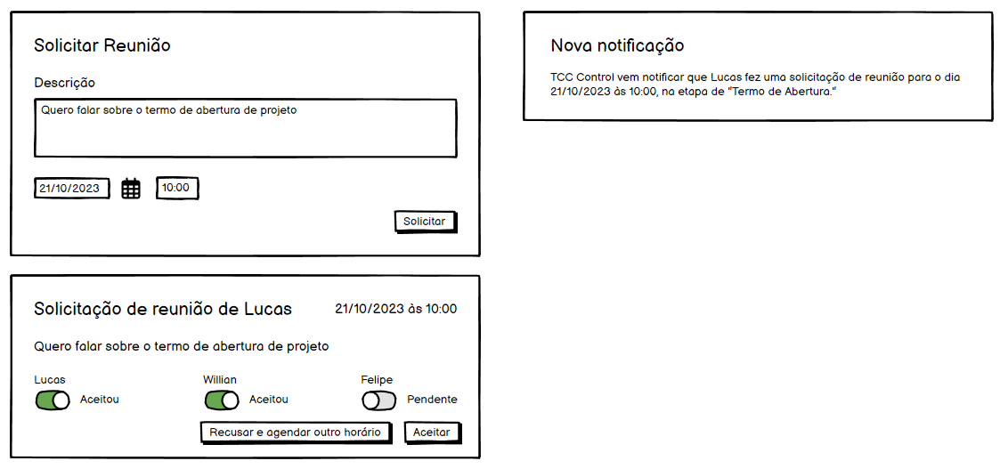 Solicitar Reunião
Descrição
Quero falar sobre o termo de abertura de projeto
21/10/2023
10:00
Solicitar
Nova notificação
TCC Control vem notificar que Lucas fez uma solicitação de reunião para o dia
21/10/2023 às 10:00, na etapa de "Termo de Abertura."
Solicitação de reunião de Lucas
21/10/2023 às 10:00
Quero falar sobre o termo de abertura de projeto
Lucas
Aceitou
Willian
Aceitou
Felipe
Pendente
Recusar e agendar outro horário
Aceitar